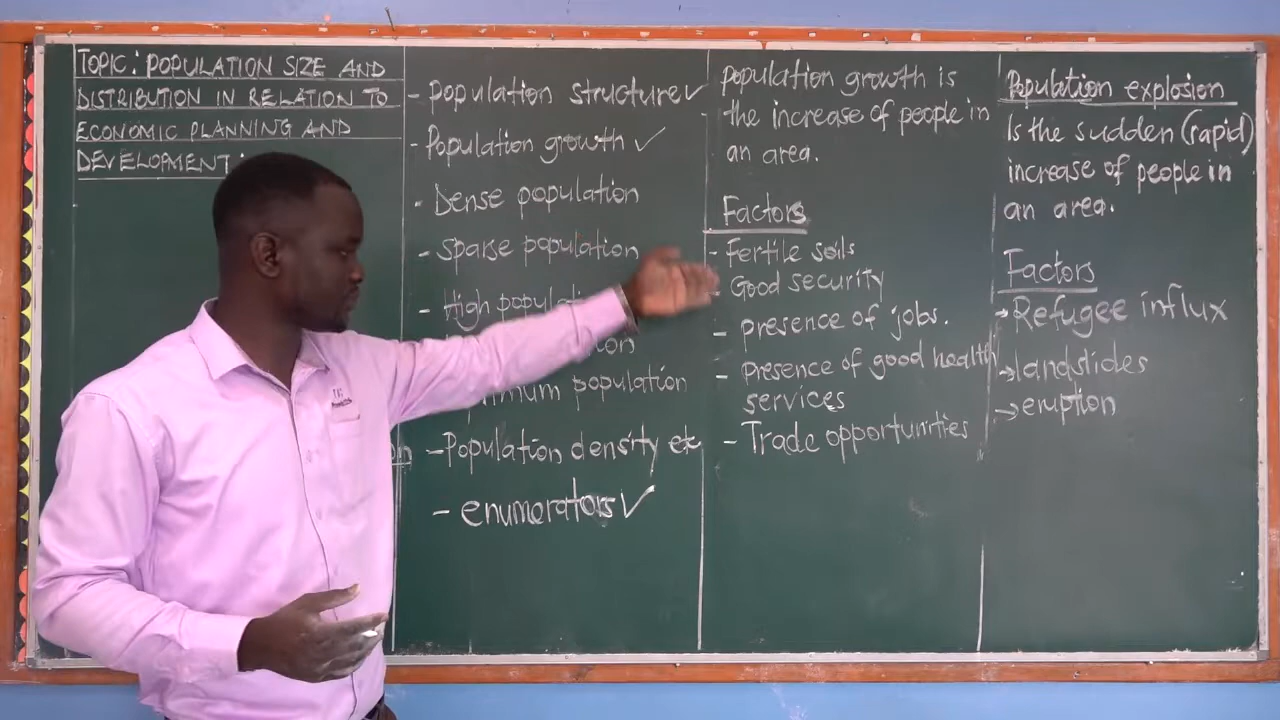 TOPIC: POPULATION SIZE AND
DISTRIBUTION IN RELATION TO
ECONOMIC PLANNING AND
DEVELOPMENT:
- Population structure ✓
- Population growth ✓
- Dense population
- Sparse population
- High
population
- Population density etc
- enumerators ✓
population growth is
the increase of people in
an area.
Factors
- Fertile soils
- Good security
- presence of jobs.
- Presence of good health
services
- Trade opportunities
Population explosion
Is the sudden (rapid)
increase of people in
an area.
Factors
→ Refugee influx
→ landslides
→ eruption